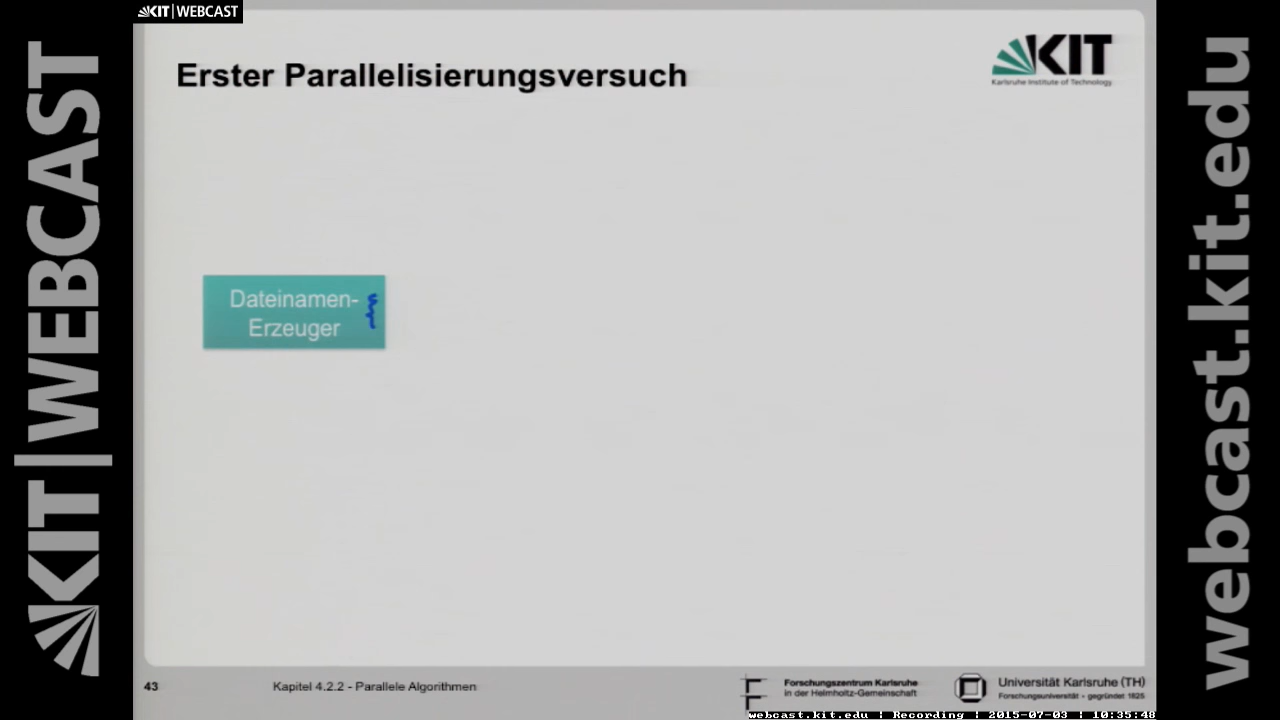 KIT|WEBCAST
KIT|WEBCAST
Erster Parallelisierungsversuch
KIT
Karlsruhe Institute of Technology
Dateinamen-
Erzeuger
43
Kapitel 4.2.2 - Parallele Algorithmen
Forschungszentrum Karlsruhe
in der Helmholtz-Gemeinschaft
Universität Karlsruhe (TH)
Forschungsuniversität • gegründet 1825
webcast.kit.edu | Recording | 2015-07-03 | 10:35:48
webcast.kit.edu